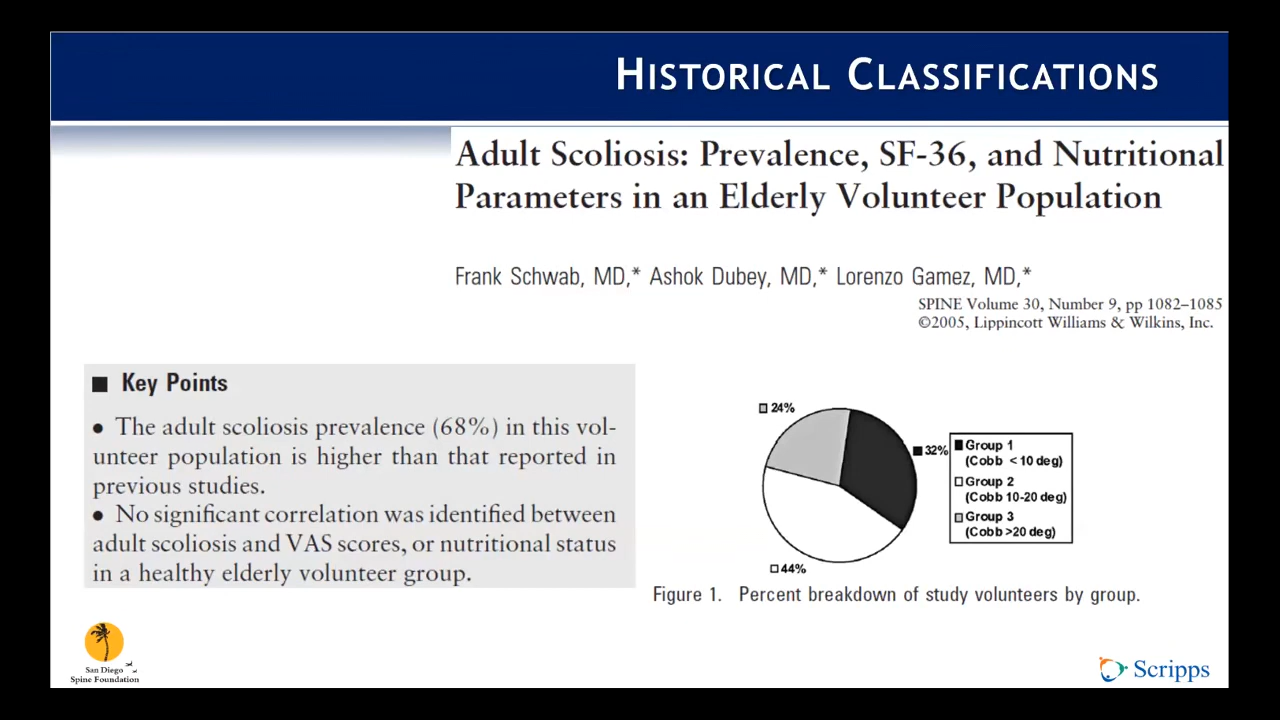 HISTORICAL CLASSIFICATIONS
Adult Scoliosis: Prevalence, SF-36, and Nutritional
Parameters in an Elderly Volunteer Population
Frank Schwab, MD,* Ashok Dubey, MD,* Lorenzo Gamez, MD,*
SPINE Volume 30, Number 9, pp 1082–1085
©2005, Lippincott Williams & Wilkins, Inc.
■ Key Points
● The adult scoliosis prevalence (68%) in this vol-
unteer population is higher than that reported in
previous studies.
● No significant correlation was identified between
adult scoliosis and VAS scores, or nutritional status
in a healthy elderly volunteer group.
24%
32%
44%
Group 1
(Cobb < 10 deg)
Group 2
(Cobb 10-20 deg)
Group 3
(Cobb >20 deg)
Figure 1. Percent breakdown of study volunteers by group.
San Diego
Spine Foundation
Scripps